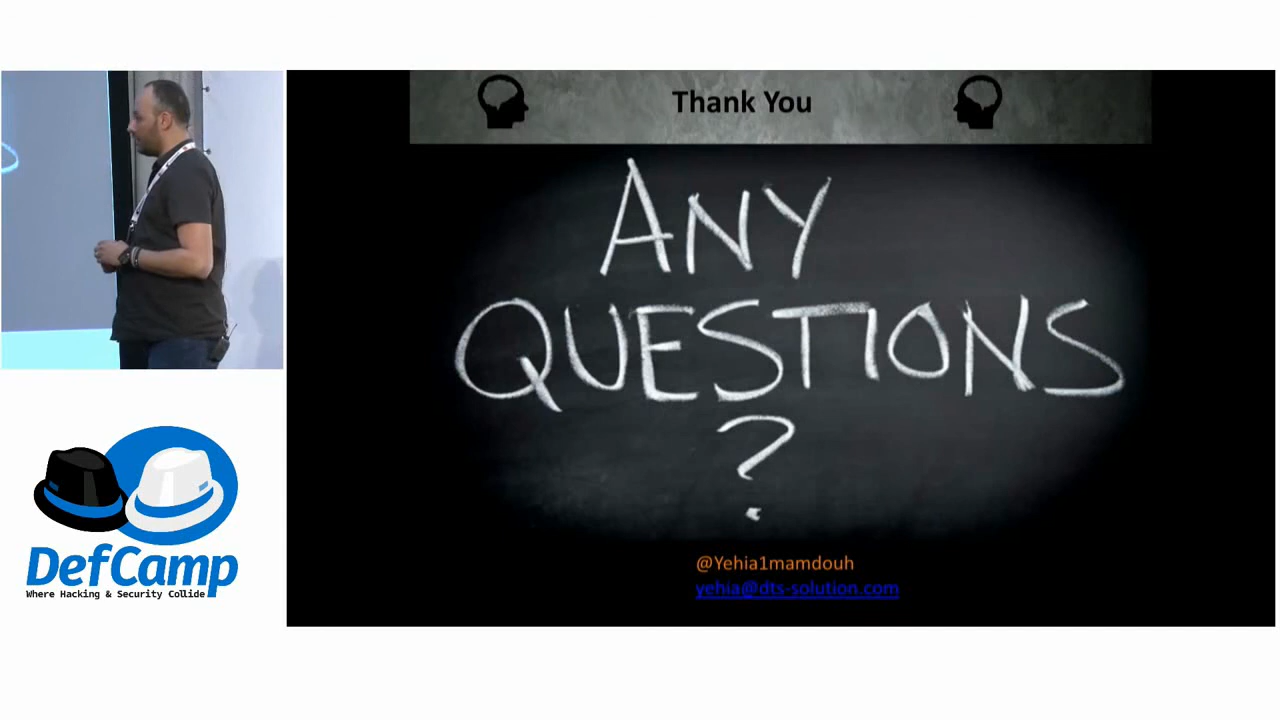 Thank You
ANY
QUESTIONS
?
@Yehia1mamdouh
yehia@dts-solution.com
DefCamp
Where Hacking & Security Collide